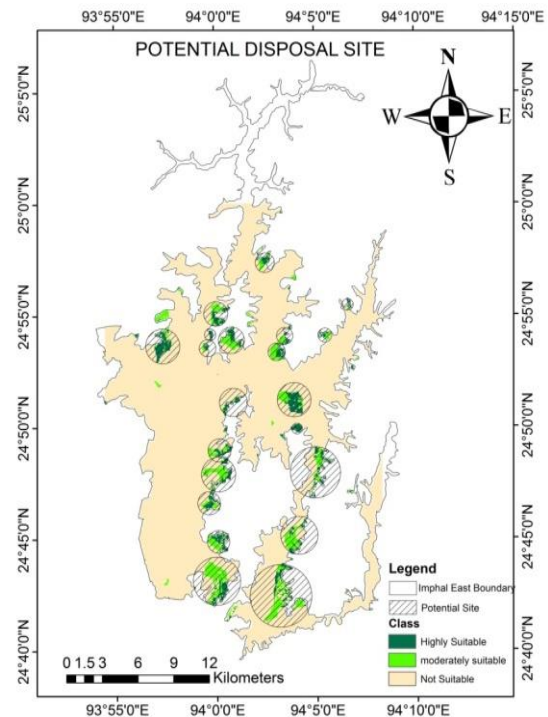 93°55'0"E 94°0'0"E 94°5'0"E 94°10'0"E 94°15'0"E
POTENTIAL DISPOSAL SITE
N
W E
S
25°5'0"N 25°5'0"N
25°0'0"N 25°0'0"N
24°55'0"N 24°55'0"N
24°50'0"N 24°50'0"N
24°45'0"N 24°45'0"N
24°40'0"N 24°40'0"N
Legend
Imphal East Boundary
Potential Site
Class
Highly Suitable
moderately suitable
Not Suitable
0 1.5 3 6 9 12
Kilometers
93°55'0"E 94°0'0"E 94°5'0"E 94°10'0"E